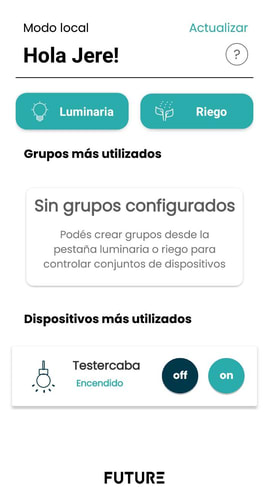 Modo local
Actualizar
Hola Jere!
?
Luminaria
Riego
Grupos más utilizados
Sin grupos configurados
Podés crear grupos desde la
pestaña luminaria o riego para
controlar conjuntos de dispositivos
Dispositivos más utilizados
Testercaba
Encendido
off
on
FUTURE